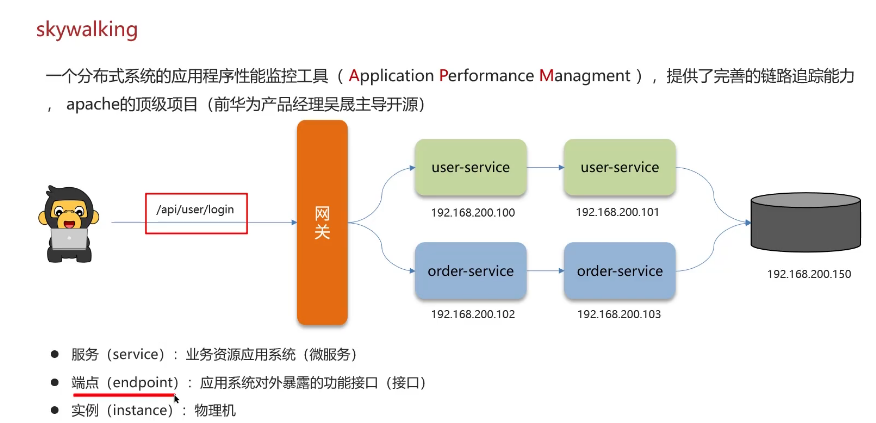 skywalking
一个分布式系统的应用程序性能监控工具（ Application Performance Managment ），提供了完善的链路追踪能力
， apache的顶级项目（前华为产品经理吴晟主导开源）
/api/user/login
网关
user-service
user-service
192.168.200.100
192.168.200.101
order-service
order-service
192.168.200.102
192.168.200.103
192.168.200.150
● 服务（service）：业务资源应用系统（微服务）
● 端点（endpoint）：应用系统对外暴露的功能接口（接口）
● 实例（instance）：物理机